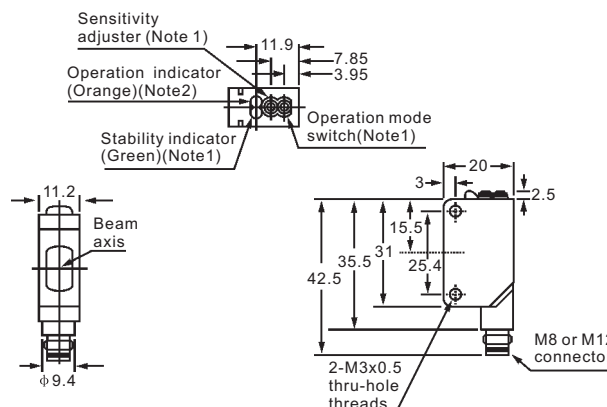 Sensitivity
adjuster (Note 1)
11.9
7.85
3.95
Operation indicator
(Orange)(Note2)
Operation mode
switch(Note1)
Stability indicator
(Green)(Note1)
20
3
2.5
11.2
Beam
axis
15.5
31
35.5
25.4
42.5
φ9.4
2-M3x0.5
thru-hole
threads
M8 or M12
connecto